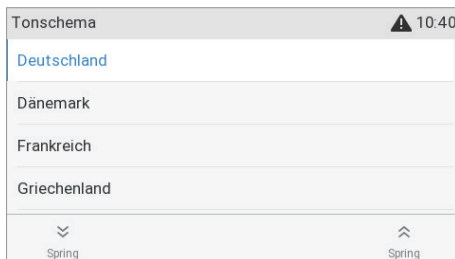 Tonschema 10:40
Deutschland
Dänemark
Frankreich
Griechenland
Spring Spring